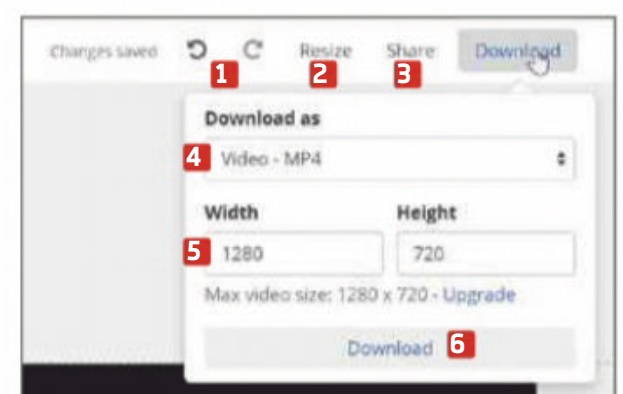 Changes saved Resize Share Download
1 2 3
Download as
4 Video - MP4
Width Height
5 1280 720
Max video size: 1280 x 720 - Upgrade
Download 6